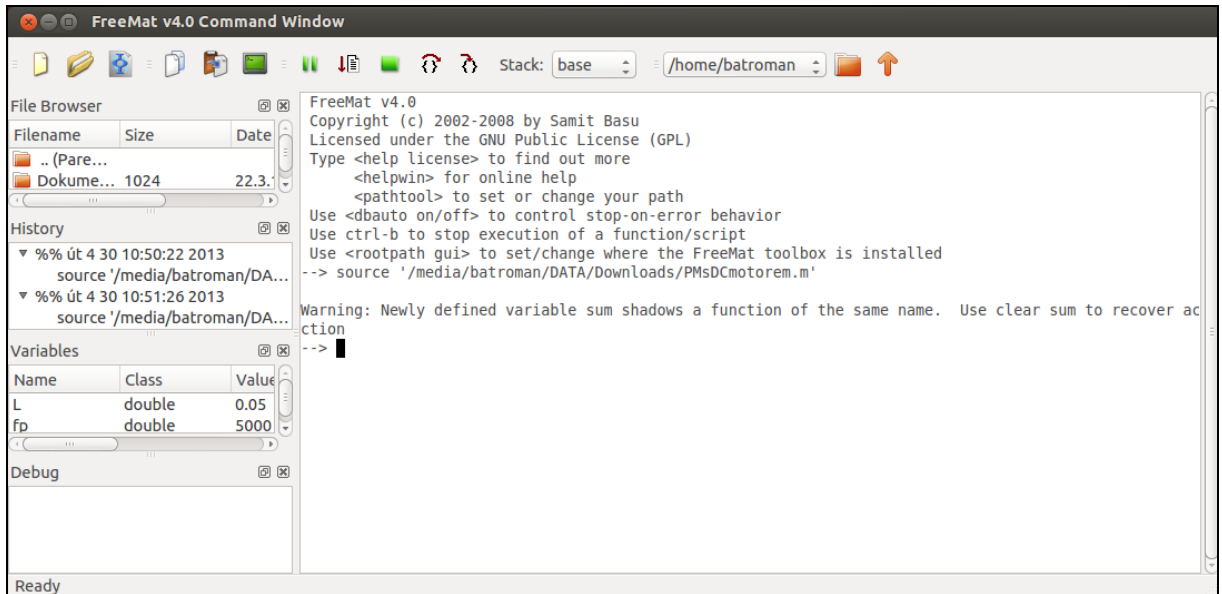 FreeMat v4.0 Command Window
Stack: base /home/batroman
File Browser
Filename Size Date
.. (Pare...
Dokume... 1024 22.3.
History
%% út 4 30 10:50:22 2013
source '/media/batroman/DA...
%% út 4 30 10:51:26 2013
source '/media/batroman/DA...
Variables
Name Class Value
L double 0.05
fp double 5000
Debug
FreeMat v4.0
Copyright (c) 2002-2008 by Samit Basu
Licensed under the GNU Public License (GPL)
Type <help license> to find out more
<helpwin> for online help
<pathtool> to set or change your path
Use <dbauto on/off> to control stop-on-error behavior
Use ctrl-b to stop execution of a function/script
Use <rootpath gui> to set/change where the FreeMat toolbox is installed
--> source '/media/batroman/DATA/Downloads/PMsDCmotorem.m'
Warning: Newly defined variable sum shadows a function of the same name.  Use clear sum to recover ac
ction
-->
Ready